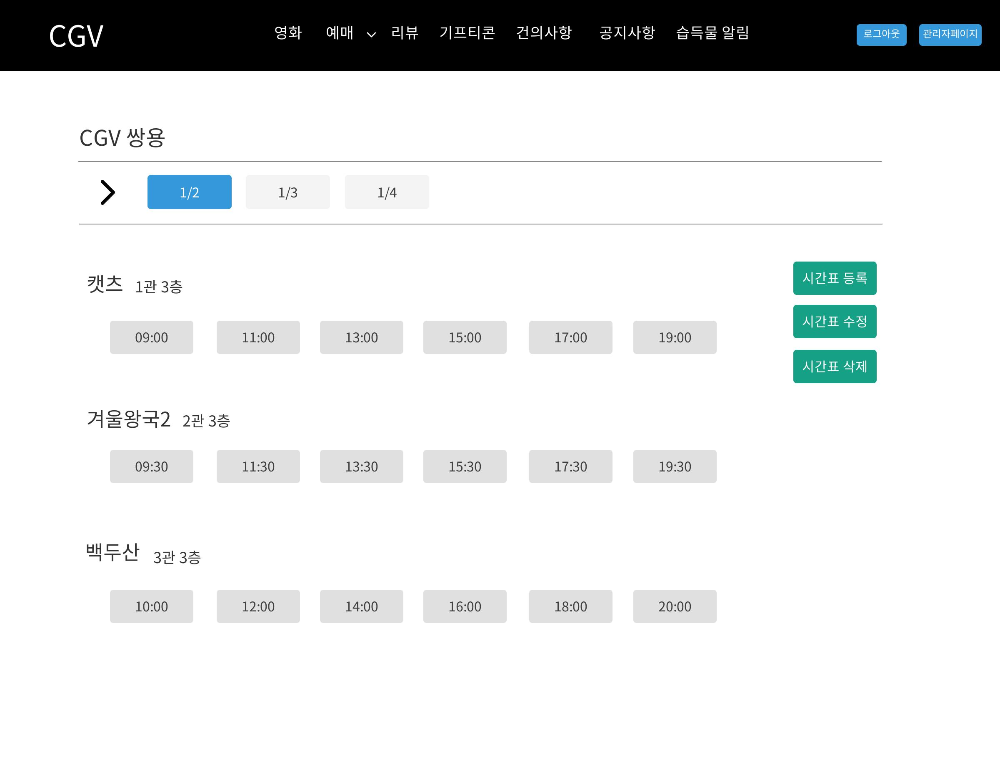 CGV 영화 예매 리뷰 기프티콘 건의사항 공지사항 습득물 알림 로그아웃 관리자페이지
CGV 쌍용
1/2 1/3 1/4
캣츠 1관 3층
시간표 등록
시간표 수정
시간표 삭제
09:00 11:00 13:00 15:00 17:00 19:00
겨울왕국2 2관 3층
09:30 11:30 13:30 15:30 17:30 19:30
백두산 3관 3층
10:00 12:00 14:00 16:00 18:00 20:00